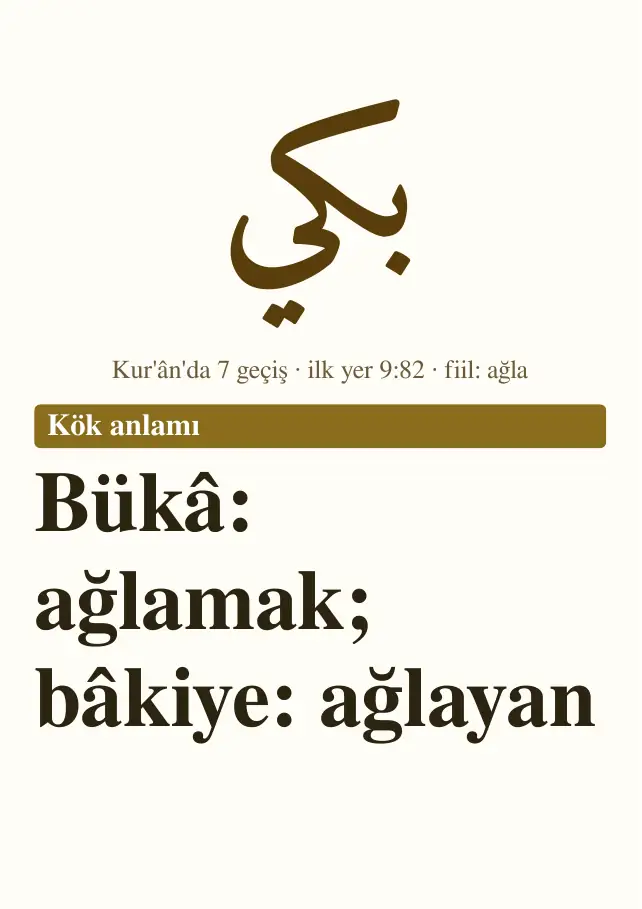 بكي
Kur'ân'da 7 geçiş · ilk yer 9:82 · fiil: ağla
Kök anlamı
Bükâ:
ağlamak;
bâkiye: ağlayan